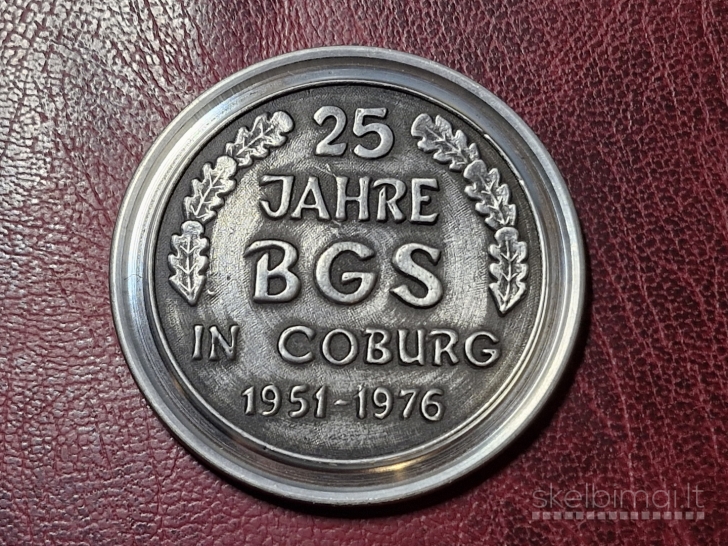 25
JAHRE
BGS
IN COBURG
1951-1976
skelbimai.lt